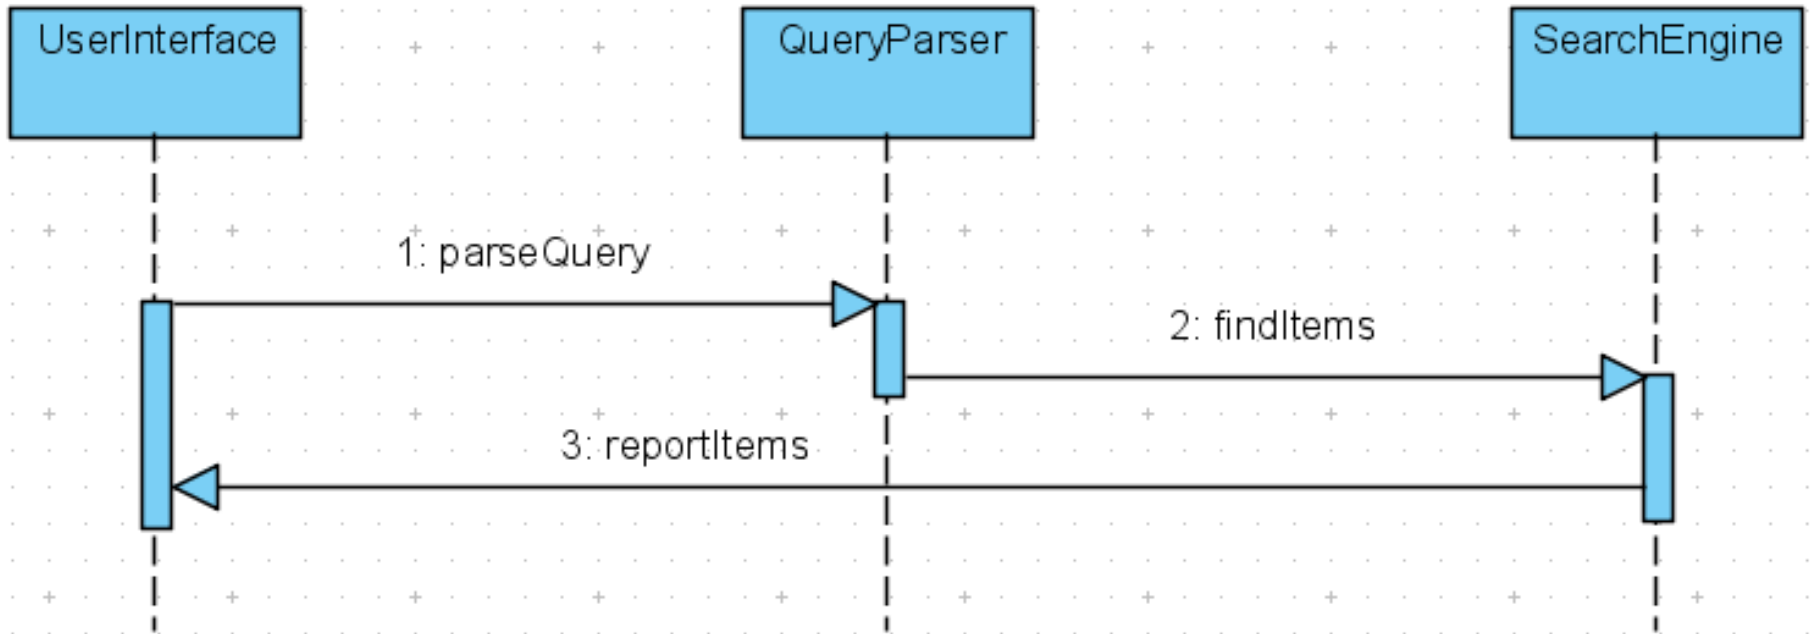 UserInterface
QueryParser
SearchEngine
1: parseQuery
2: findItems
3: reportItems